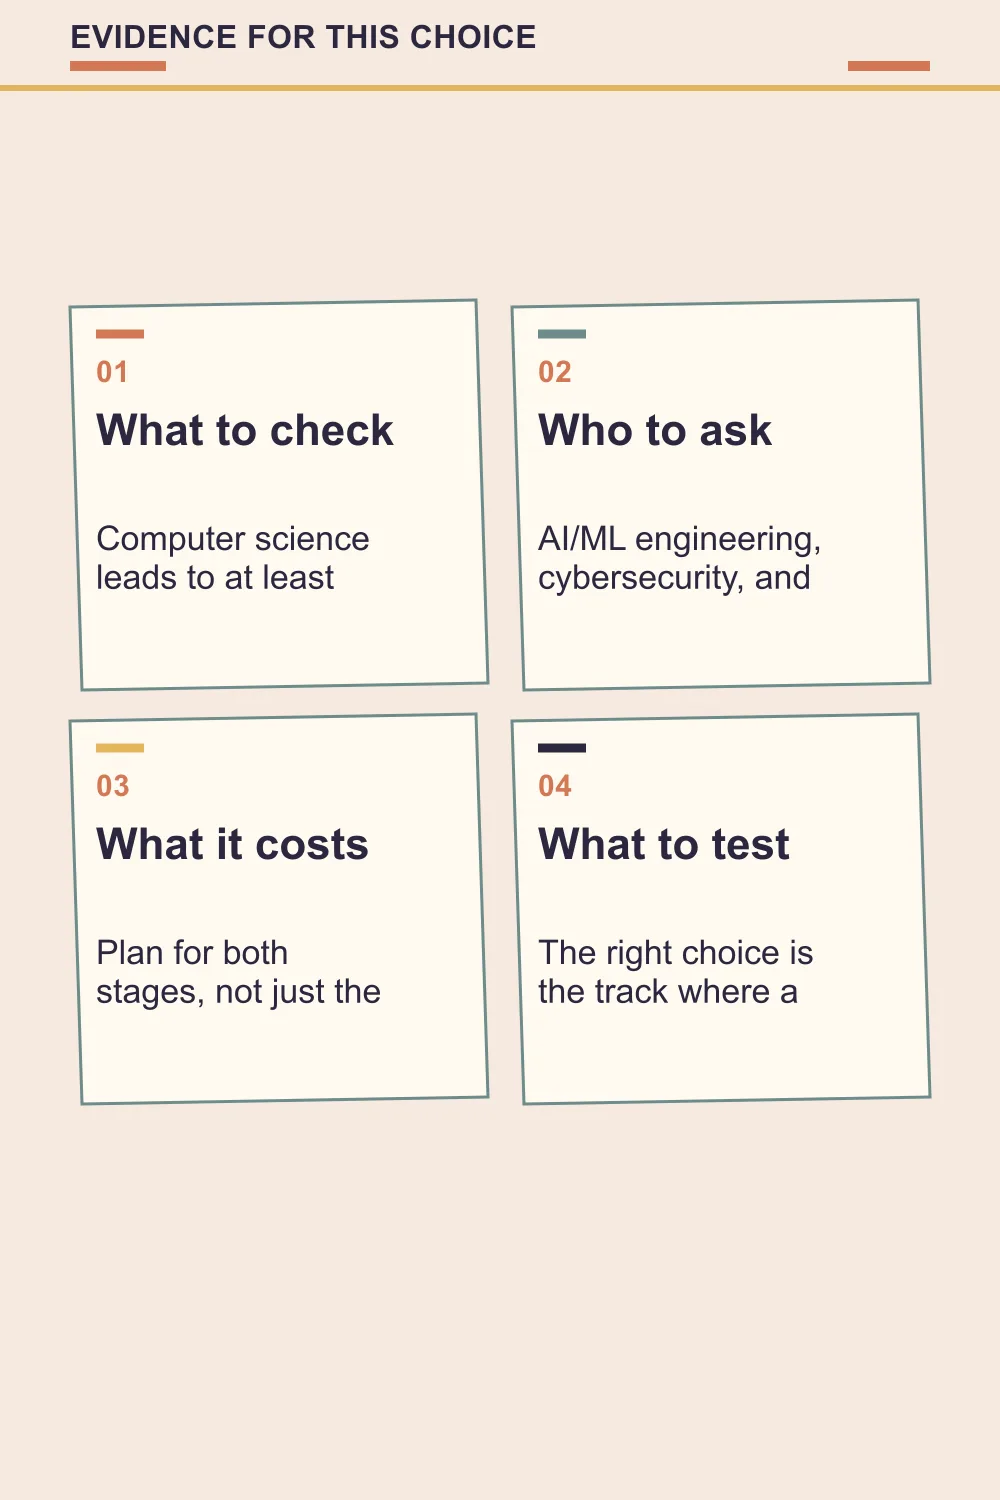 EVIDENCE FOR THIS CHOICE
01
What to check
Computer science
leads to at least
02
Who to ask
AI/ML engineering,
cybersecurity, and
03
What it costs
Plan for both
stages, not just the
04
What to test
The right choice is
the track where a